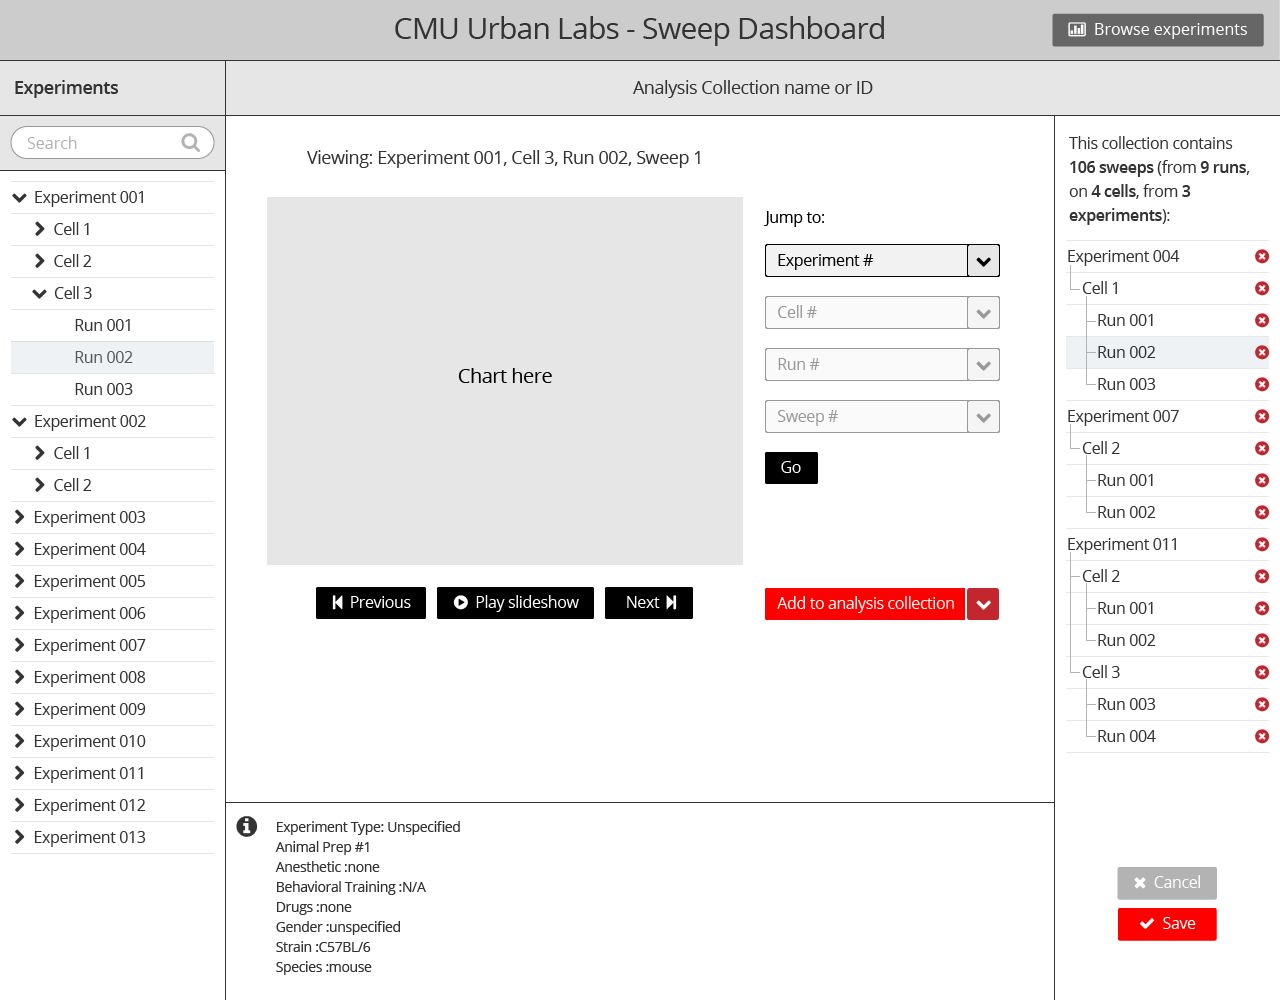 CMU Urban Labs - Sweep Dashboard
Browse experiments
Experiments
Analysis Collection name or ID
Search
Experiment 001
Cell 1
Cell 2
Cell 3
Run 001
Run 002
Run 003
Experiment 002
Cell 1
Cell 2
Experiment 003
Experiment 004
Experiment 005
Experiment 006
Experiment 007
Experiment 008
Experiment 009
Experiment 010
Experiment 011
Experiment 012
Experiment 013
Viewing: Experiment 001, Cell 3, Run 002, Sweep 1
Chart here
Previous
Play slideshow
Next
Jump to:
Experiment #
Cell #
Run #
Sweep #
Go
Add to analysis collection
Experiment Type: Unspecified
Animal Prep #1
Anesthetic :none
Behavioral Training :N/A
Drugs :none
Gender :unspecified
Strain :C57BL/6
Species :mouse
This collection contains
106 sweeps (from 9 runs,
on 4 cells, from 3
experiments):
Experiment 004
Cell 1
Run 001
Run 002
Run 003
Experiment 007
Cell 2
Run 001
Run 002
Experiment 011
Cell 2
Run 001
Run 002
Cell 3
Run 003
Run 004
Cancel
Save